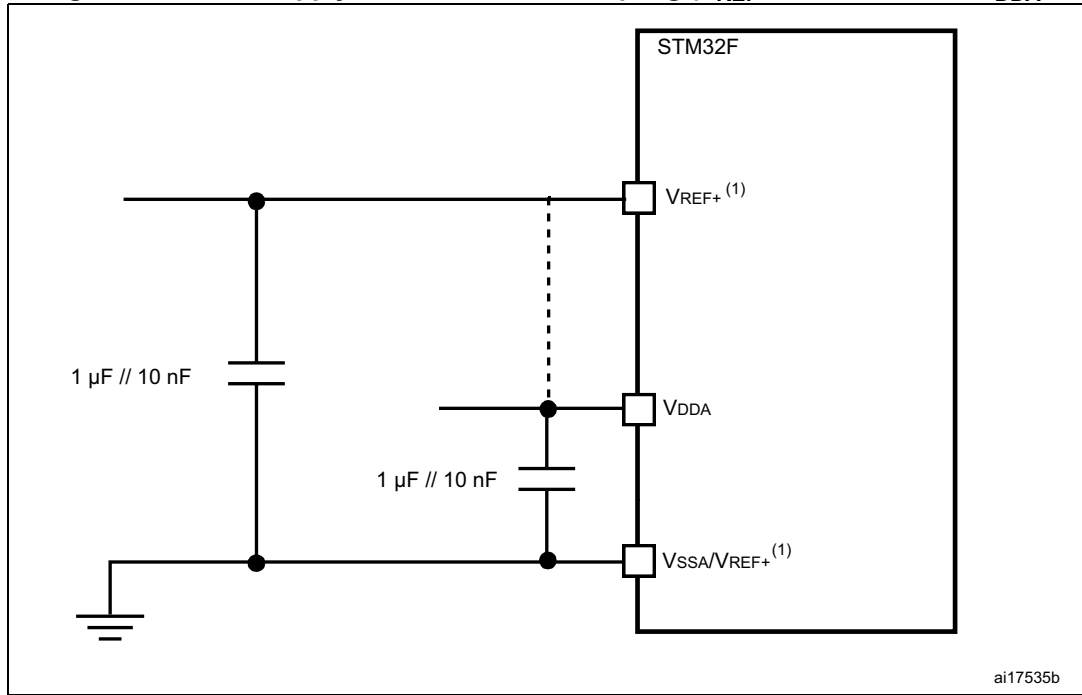 STM32F
VREF+ (1)
1 µF // 10 nF
VDDA
1 µF // 10 nF
VSSA/VREF+ (1)
ai17535b